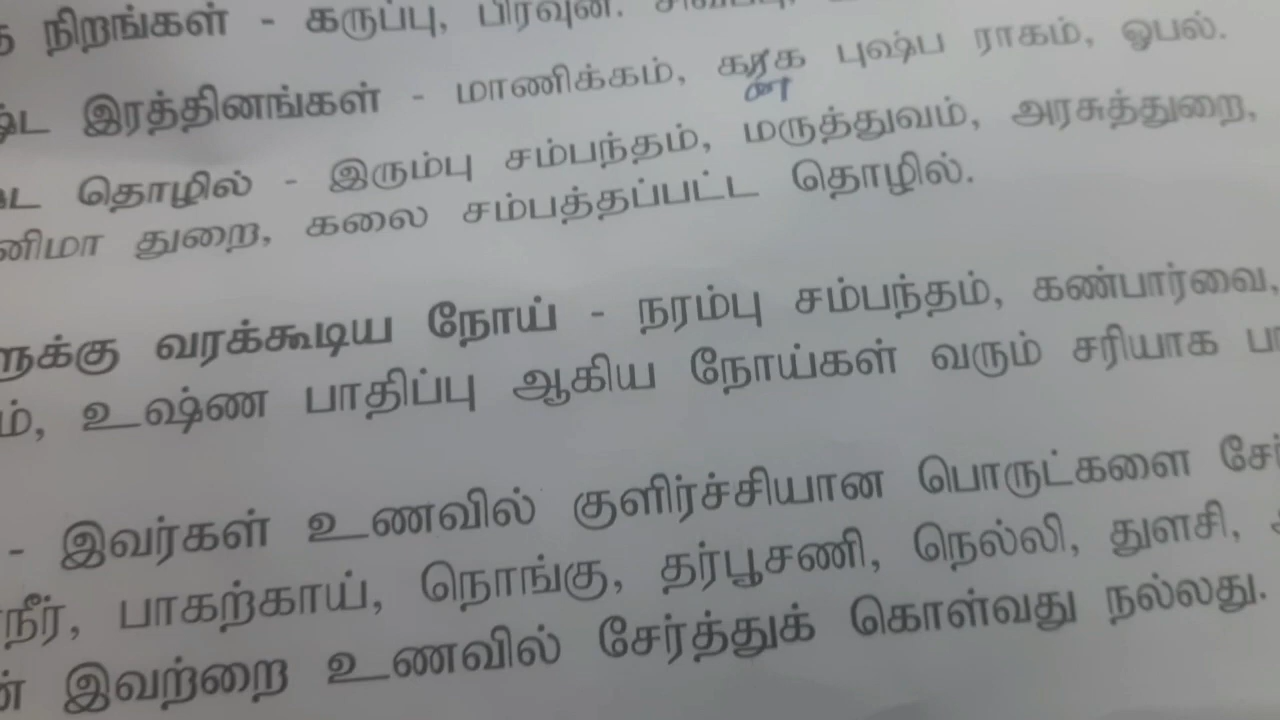 நிறங்கள் - கருப்பு, பிரவுன்.
இரத்தினங்கள் - மாணிக்கம், புஷ்ப ராகம், ஓபல்.
தொழில் - இரும்பு சம்பந்தம், மருத்துவம், அரசுத்துறை,
துறை, கலை சம்பத்தப்பட்ட தொழில்.
வரக்கூடிய நோய் - நரம்பு சம்பந்தம், கண்பார்வை,
உஷ்ண பாதிப்பு ஆகிய நோய்கள் வரும் சரியாக
- இவர்கள் உணவில் குளிர்ச்சியான பொருட்களை
பாகற்காய், நொங்கு, தர்பூசணி, நெல்லி, துளசி,
இவற்றை உணவில் சேர்த்துக் கொள்வது நல்லது.